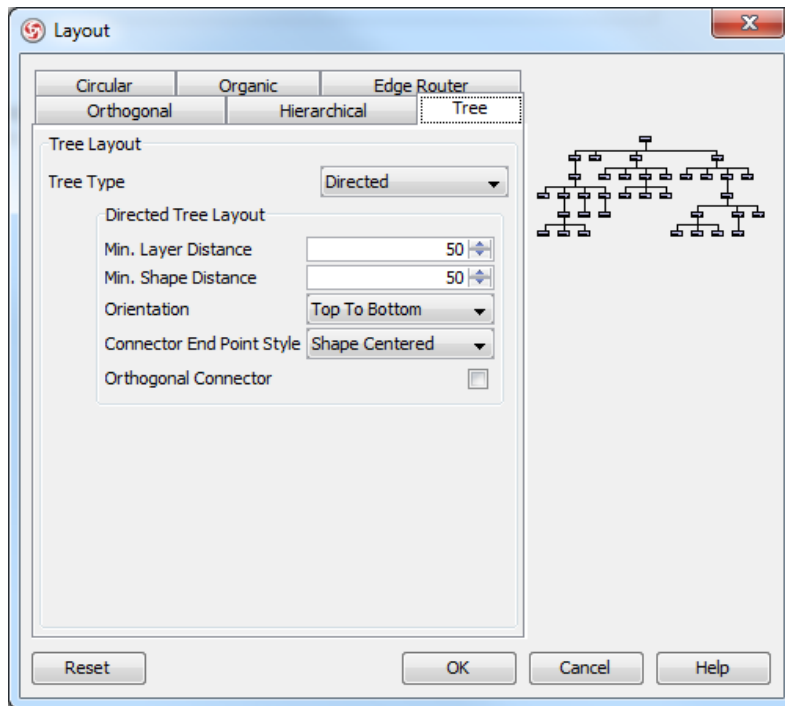 Layout
Circular Organic Edge Router
Orthogonal Hierarchical Tree
Tree Layout
Tree Type Directed
Directed Tree Layout
Min. Layer Distance 50
Min. Shape Distance 50
Orientation Top To Bottom
Connector End Point Style Shape Centered
Orthogonal Connector
Reset OK Cancel Help